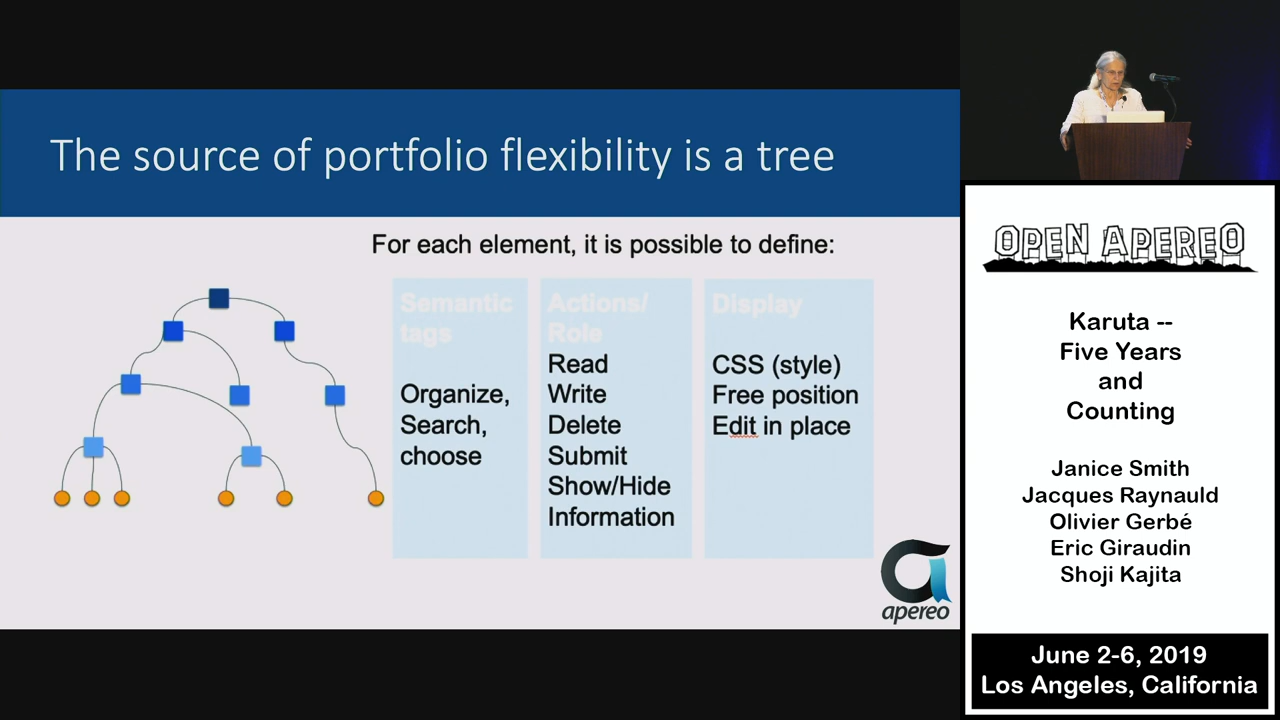 The source of portfolio flexibility is a tree
For each element, it is possible to define:
Semantic
tags
Organize,
Search,
choose
Actions/
Role
Read
Write
Delete
Submit
Show/Hide
Information
Display
CSS (style)
Free position
Edit in place
apereo
OPEN APEREO
Karuta --
Five Years
and
Counting
Janice Smith
Jacques Raynauld
Olivier Gerbé
Eric Giraudin
Shoji Kajita
June 2-6, 2019
Los Angeles, California